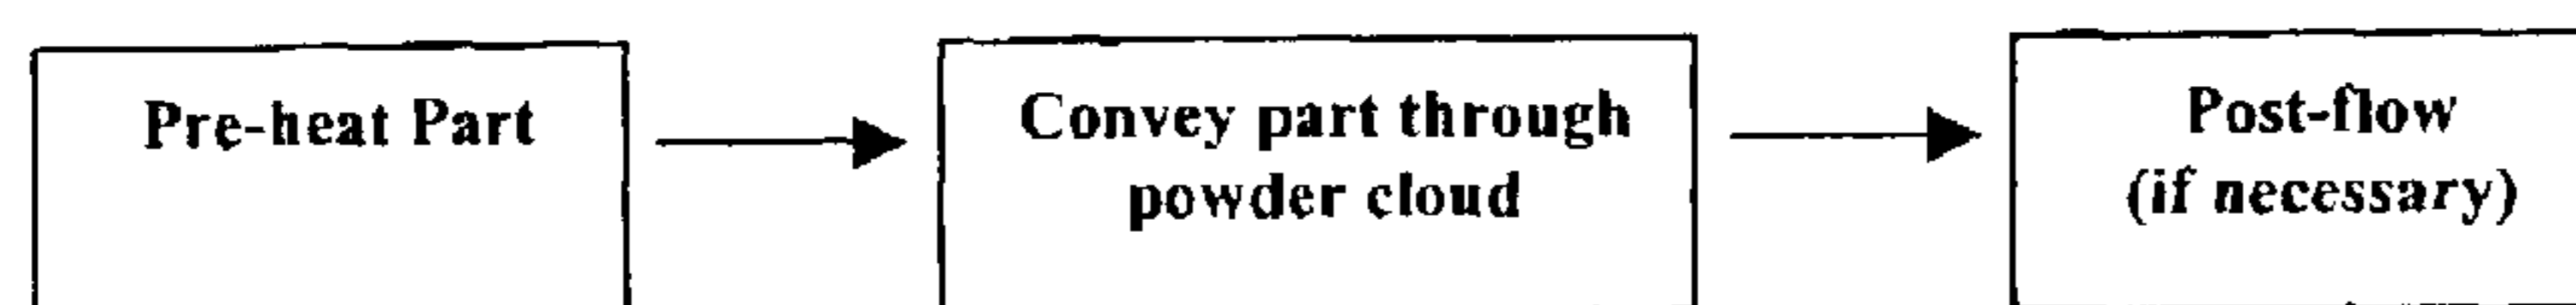 Pre-heat Part
Convey part through
powder cloud
Post-flow
(if necessary)